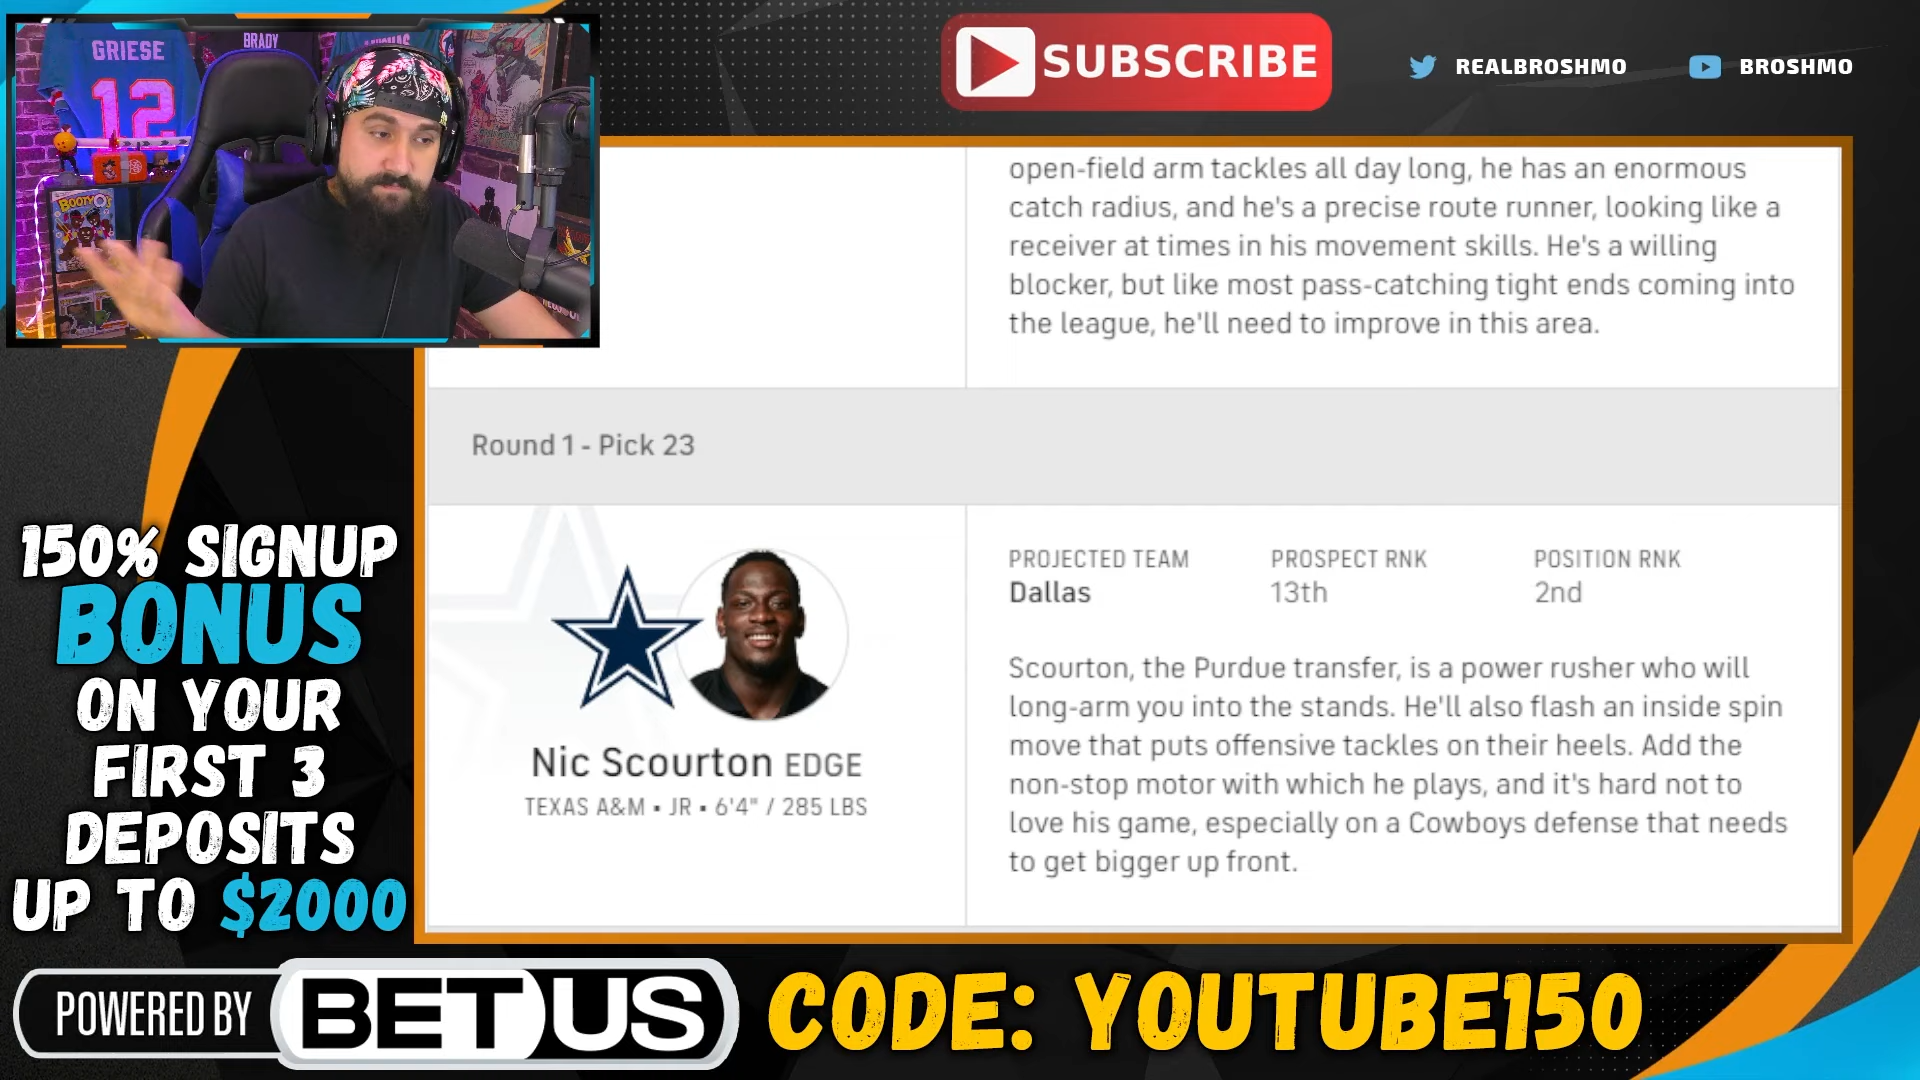 GRIESE
12
BRADY
BOOTY O's
SUBSCRIBE
REALBROSHMO
BROSHMO
open-field arm tackles all day long, he has an enormous
catch radius, and he's a precise route runner, looking like a
receiver at times in his movement skills. He's a willing
blocker, but like most pass-catching tight ends coming into
the league, he'll need to improve in this area.
Round 1 - Pick 23
PROJECTED TEAM
Dallas
PROSPECT RNK
13th
POSITION RNK
2nd
Nic Scourton EDGE
TEXAS A&M • JR • 6'4" / 285 LBS
Scourton, the Purdue transfer, is a power rusher who will
long-arm you into the stands. He'll also flash an inside spin
move that puts offensive tackles on their heels. Add the
non-stop motor with which he plays, and it's hard not to
love his game, especially on a Cowboys defense that needs
to get bigger up front.
150% SIGNUP
BONUS
ON YOUR
FIRST 3
DEPOSITS
UP TO $2000
POWERED BY BETUS
CODE: YOUTUBE150